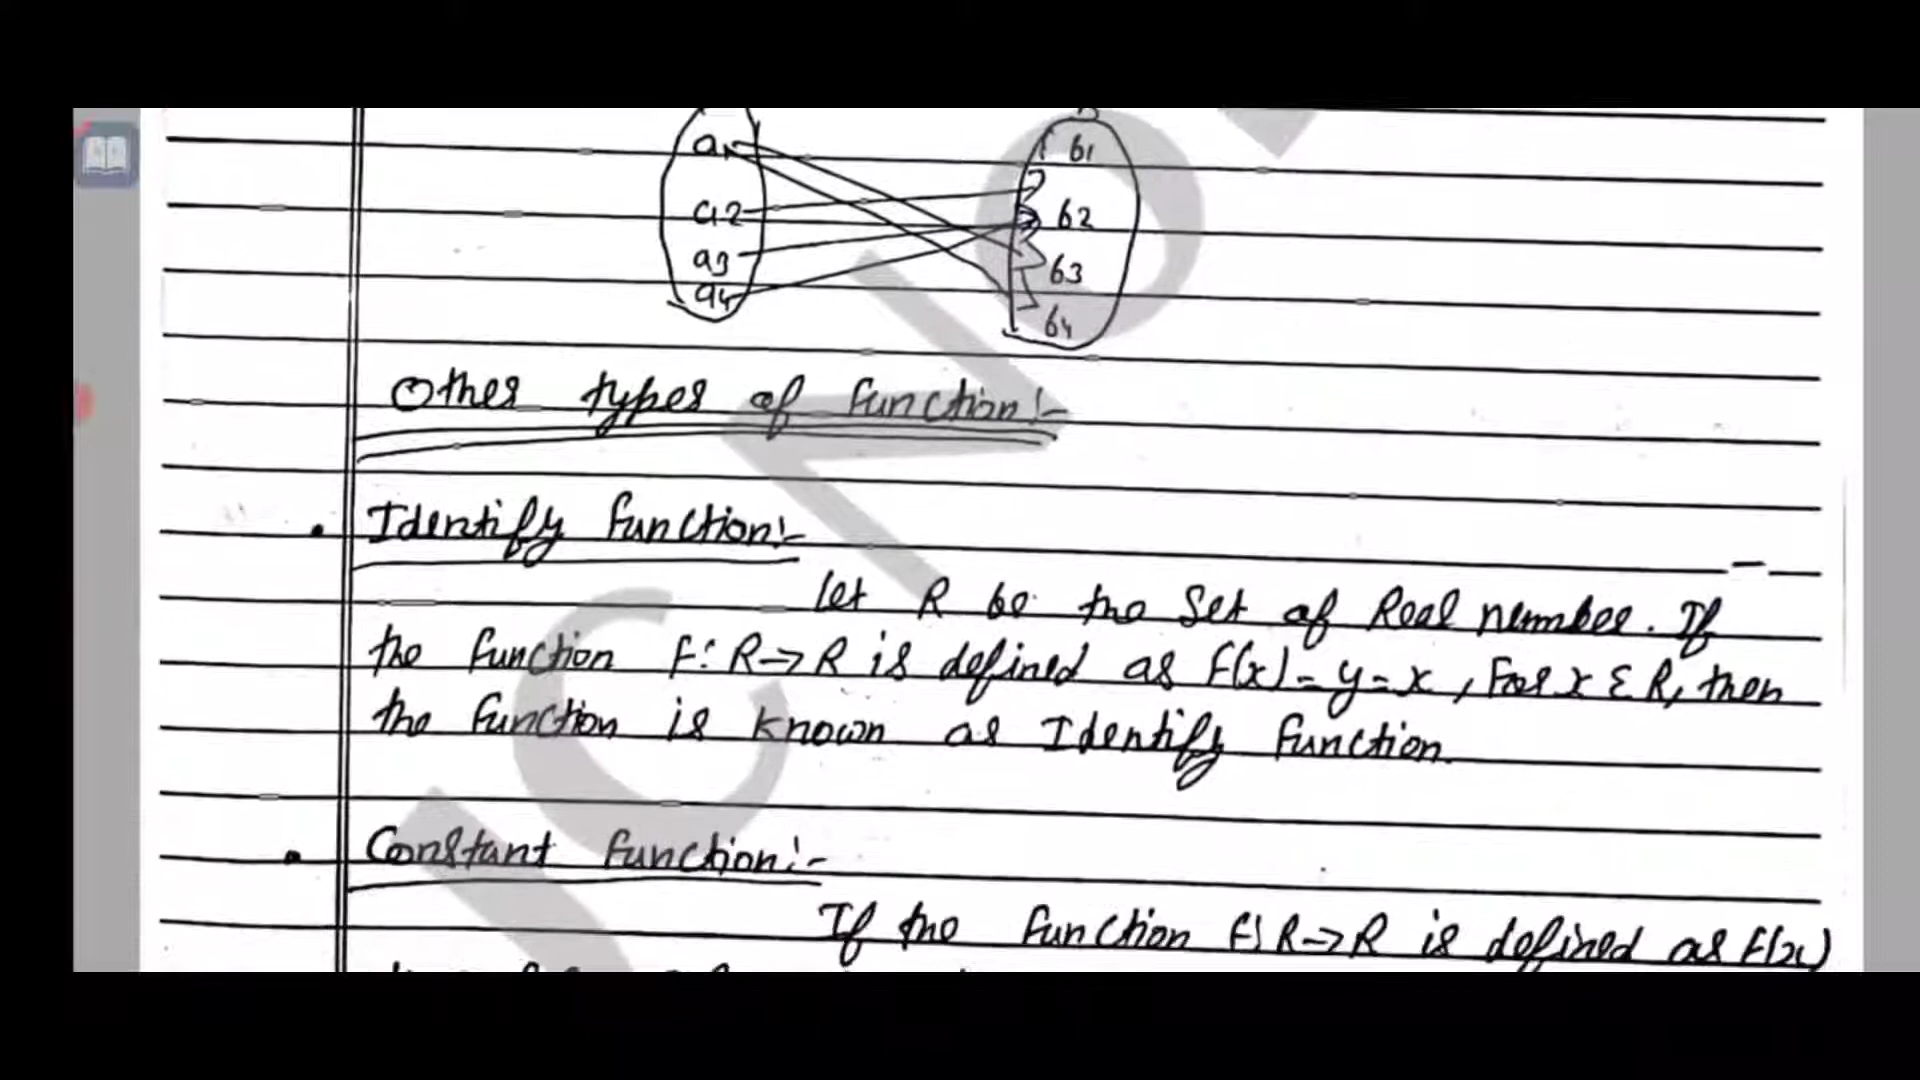 a1
a2
a3
a4
b1
b2
b3
b4
Other types of function:-
Identify function:-
Let R be the Set of Real number. If
the function F: R→R is defined as F(x)=y=x, For x Ɛ R, then
the function is known as Identify function.
Constant function:-
If the function F: R→R is defined as F(x)